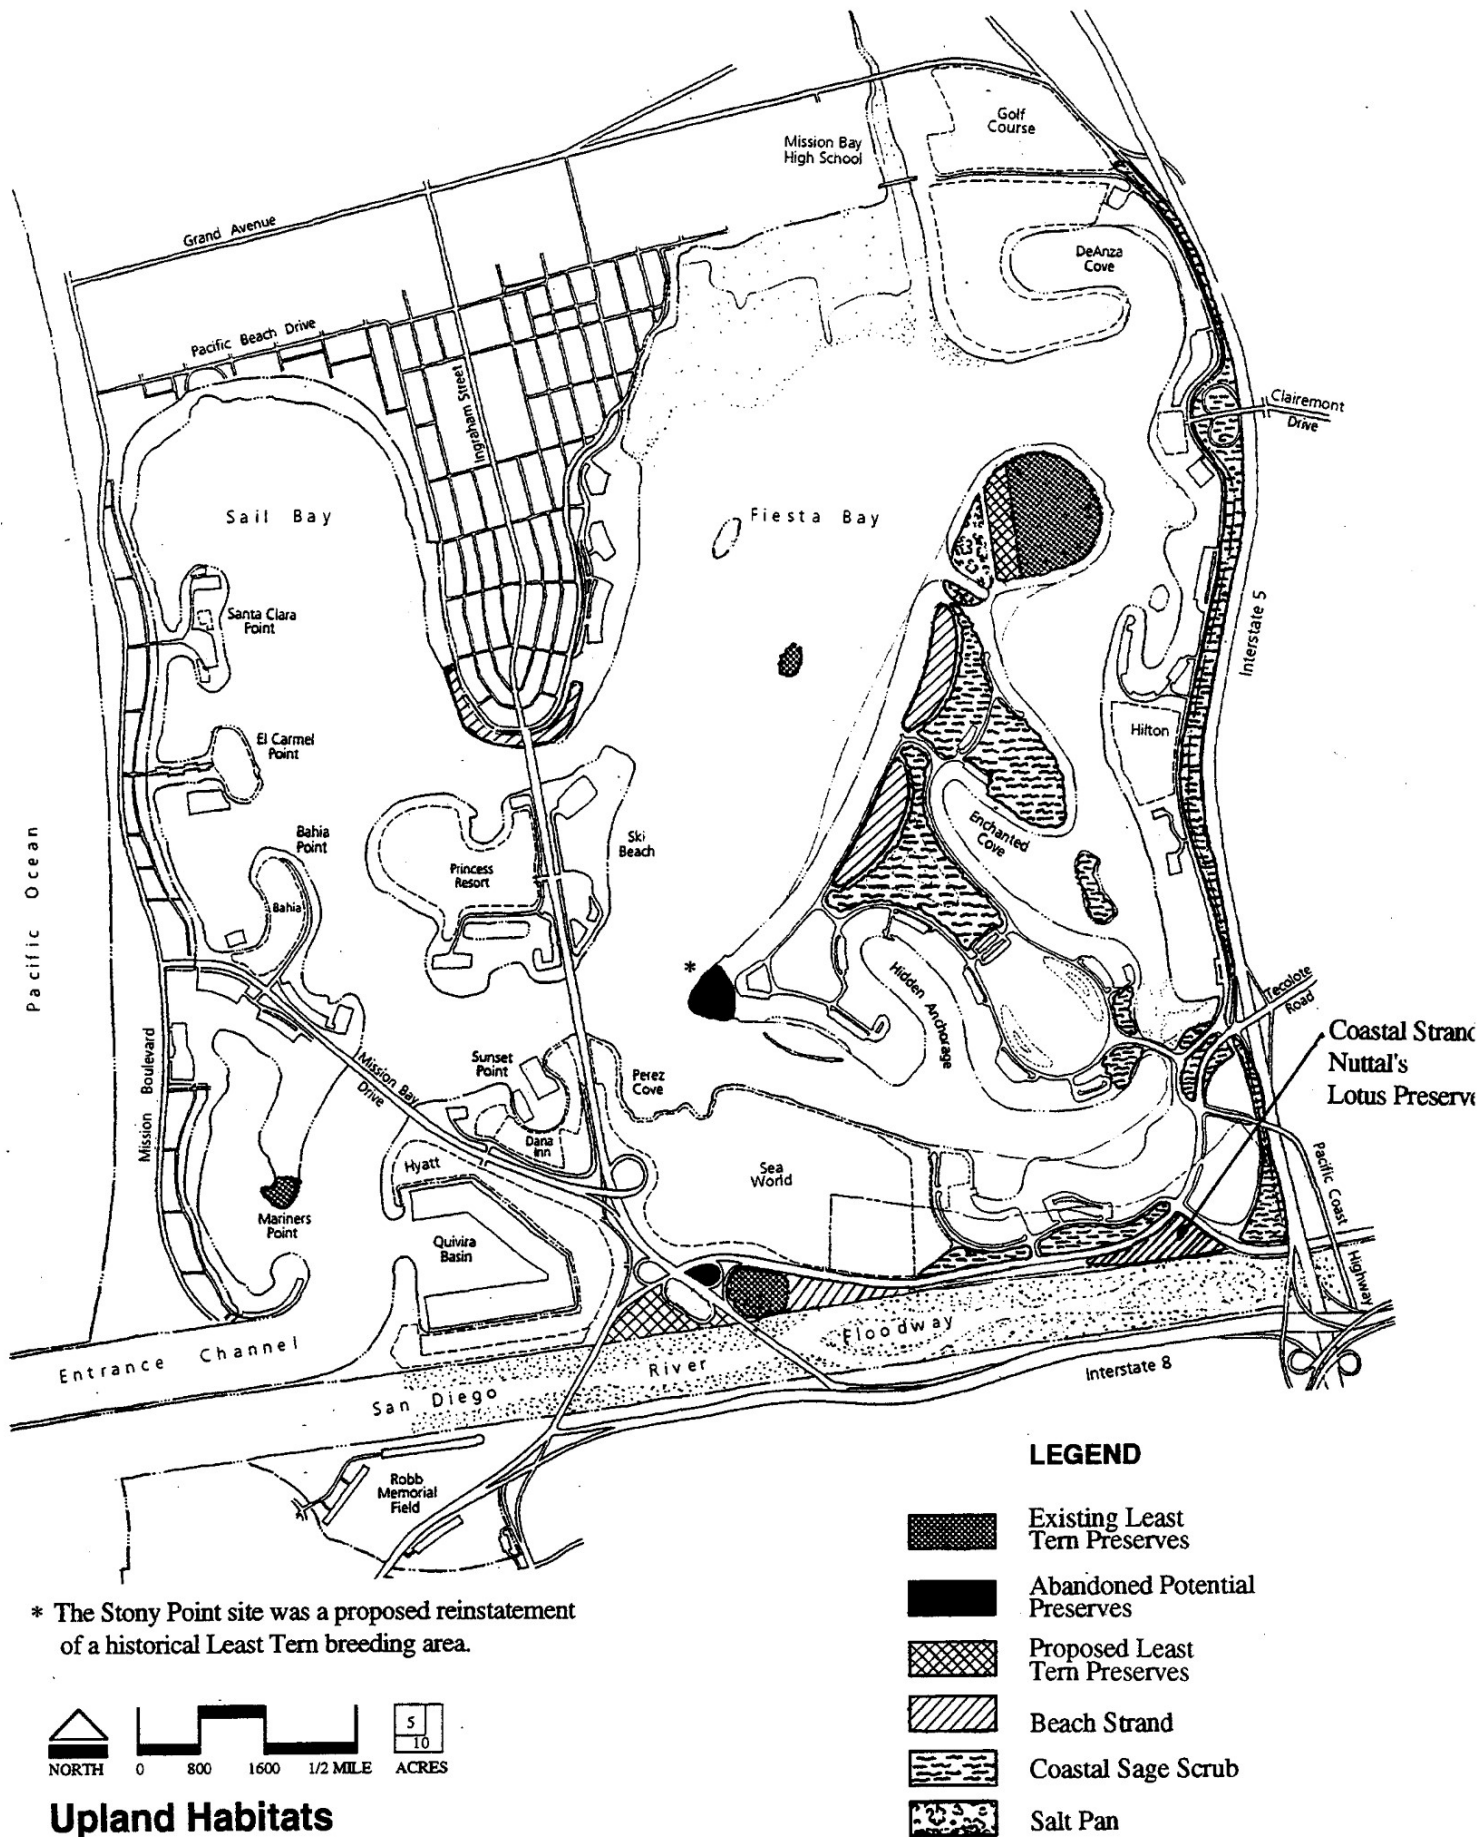 Golf
Course
Mission Bay
High School
Grand Avenue
DeAnza
Cove
Pacific Beach Drive
Ingraham Street
Clairemont
Drive
Sail Bay
Fiesta Bay
Santa Clara
Point
Interstate 5
El Carmel
Point
Hilton
Pacific Ocean
Bahia
Point
Ski
Beach
Enchanted
Cove
Princess
Resort
Bahia
*
Hidden Anchorage
Tecolote
Road
Coastal Stranc
Nuttal's
Lotus Preserve
Mission Boulevard
Mission Bay
Drive
Sunset
Point
Perez
Cove
Dana
Inn
Hyatt
Sea
World
Pacific Coast
Highway
Mariners
Point
Quivira
Basin
Entrance Channel
San Diego River Floodway
Interstate 8
Robb
Memorial
Field
LEGEND
Existing Least
Tern Preserves
Abandoned Potential
Preserves
Proposed Least
Tern Preserves
Beach Strand
Coastal Sage Scrub
Salt Pan
* The Stony Point site was a proposed reinstatement
of a historical Least Tern breeding area.
5
10
NORTH 0 800 1600 1/2 MILE ACRES
Upland Habitats